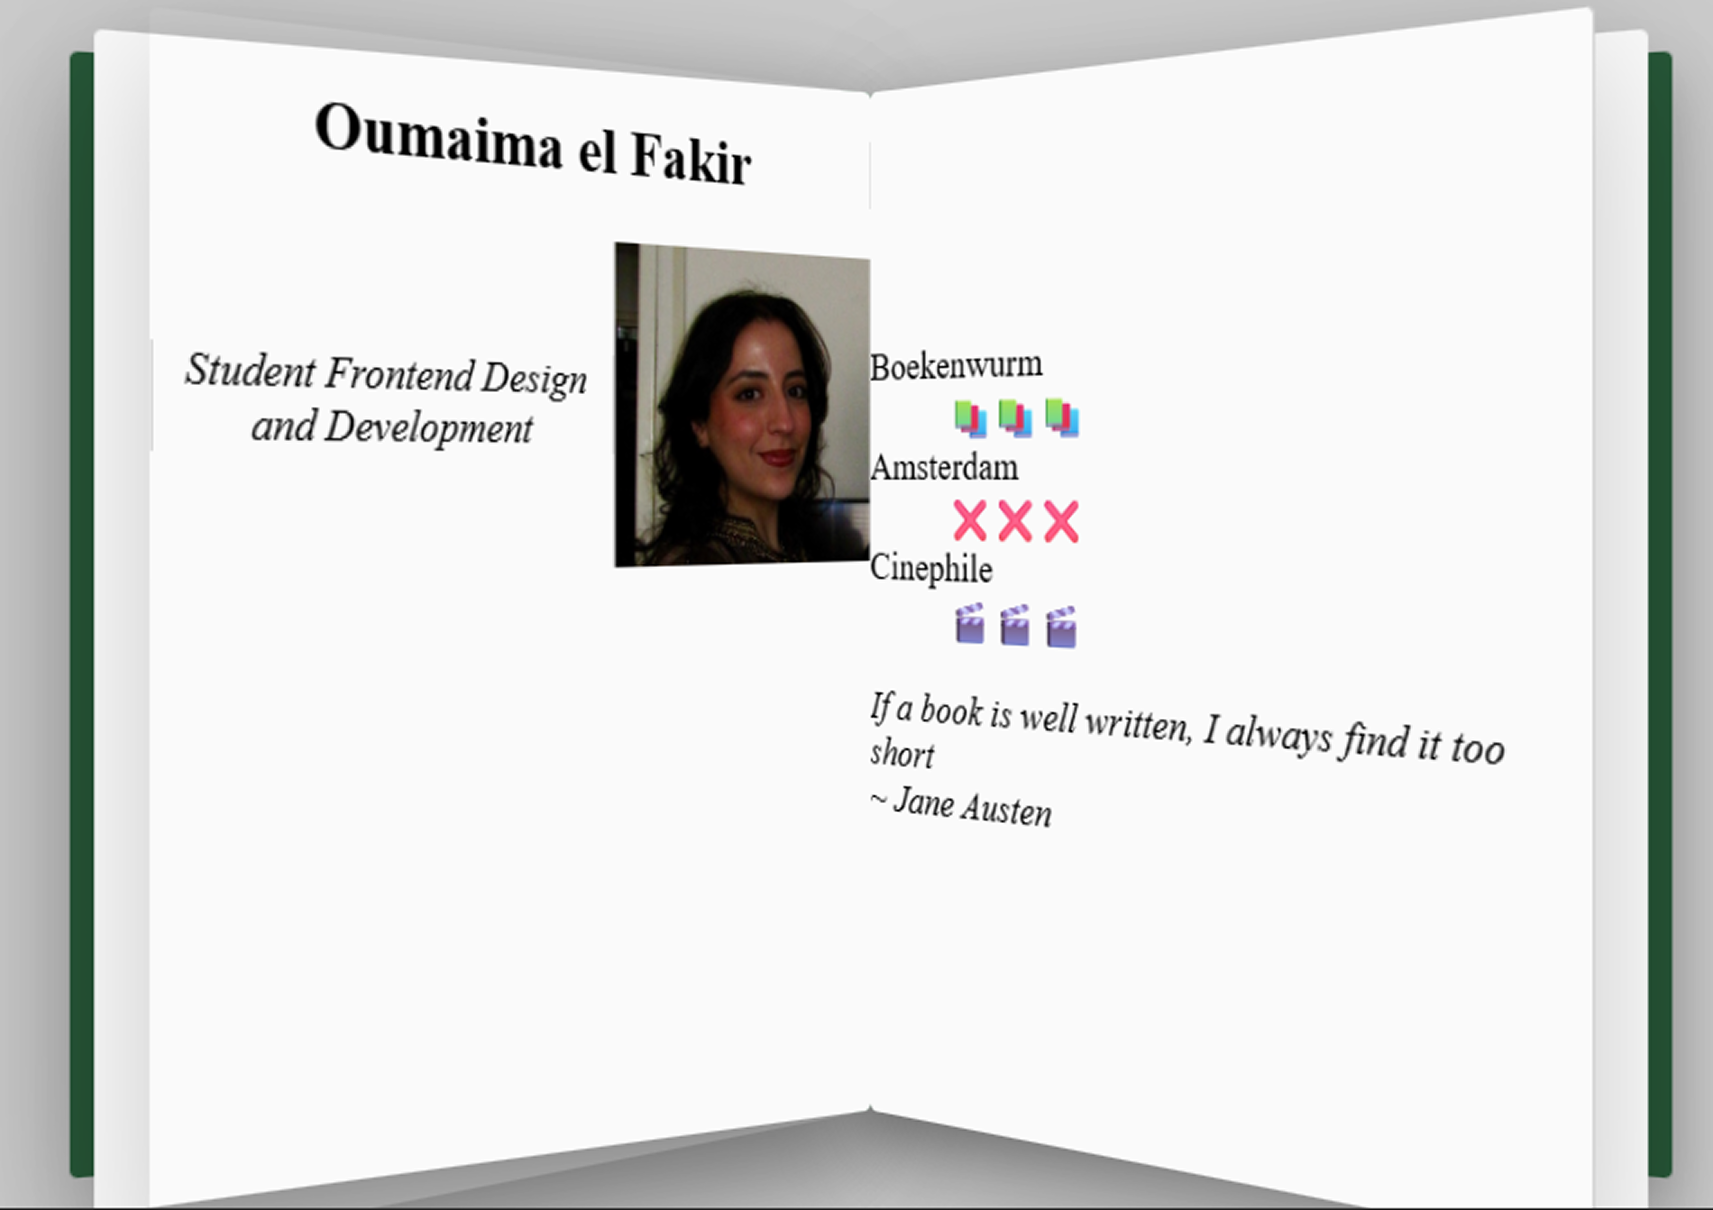 Oumaima el Fakir
Student Frontend Design
and Development
Boekenwurm
Amsterdam
Cinephile
If a book is well written, I always find it too
short
~ Jane Austen